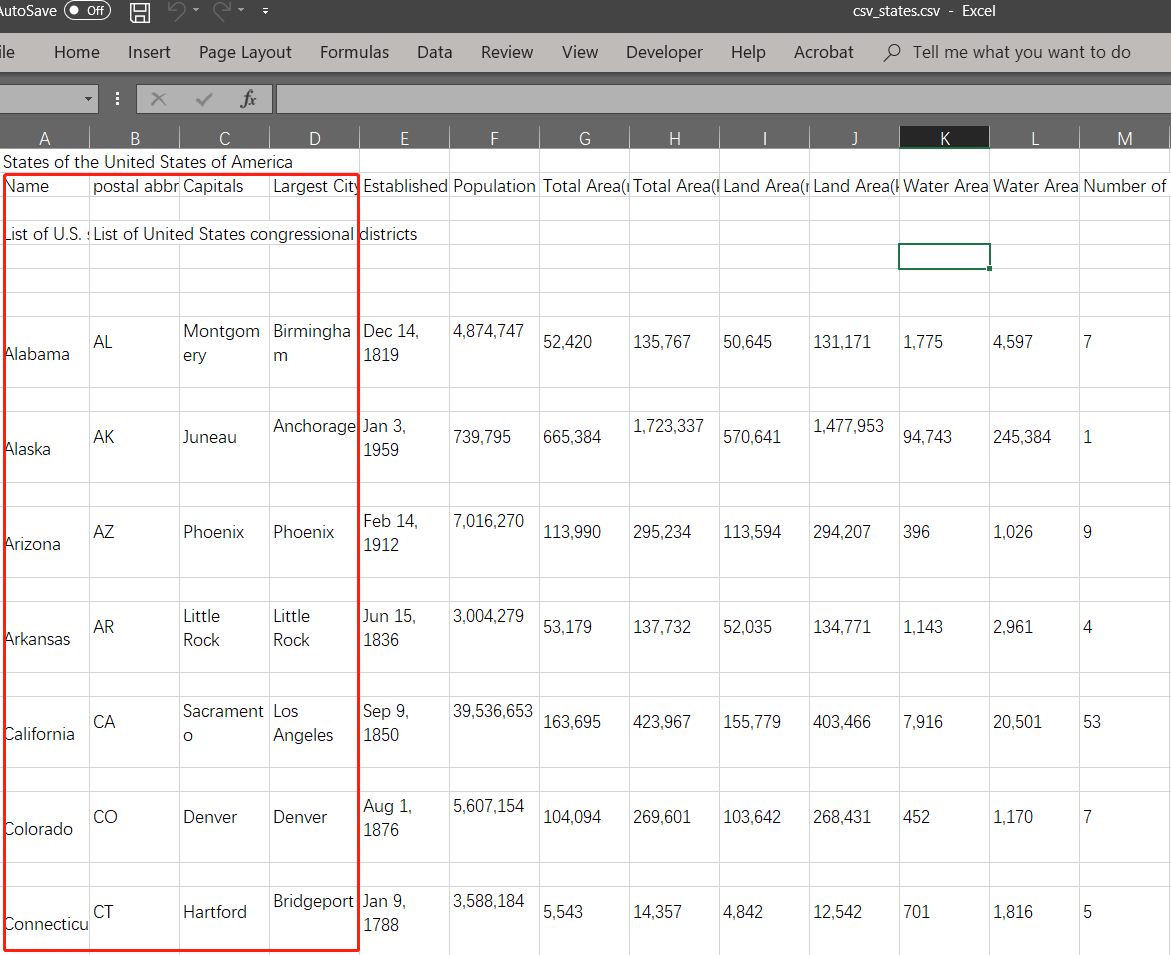 AutoSave Off csv_states.csv - Excel
ile Home Insert Page Layout Formulas Data Review View Developer Help Acrobat Tell me what you want to do
fx
A B C D E F G H I J K L M
States of the United States of America
Name postal abbr Capitals Largest City Established Population Total Area( Total Area( Land Area( Land Area( Water Area Water Area Number of
List of U.S. List of United States congressional districts
Alabama AL Montgom Birmingha Dec 14, 4,874,747 52,420 135,767 50,645 131,171 1,775 4,597 7
ery m 1819
Alaska AK Juneau Anchorage Jan 3, 739,795 665,384 1,723,337 570,641 1,477,953 94,743 245,384 1
1959
Arizona AZ Phoenix Phoenix Feb 14, 7,016,270 113,990 295,234 113,594 294,207 396 1,026 9
1912
Arkansas AR Little Little Jun 15, 3,004,279 53,179 137,732 52,035 134,771 1,143 2,961 4
Rock Rock 1836
California CA Sacrament Los Sep 9, 39,536,653 163,695 423,967 155,779 403,466 7,916 20,501 53
o Angeles 1850
Colorado CO Denver Denver Aug 1, 5,607,154 104,094 269,601 103,642 268,431 452 1,170 7
1876
Connecticu CT Hartford Bridgeport Jan 9, 3,588,184 5,543 14,357 4,842 12,542 701 1,816 5
1788